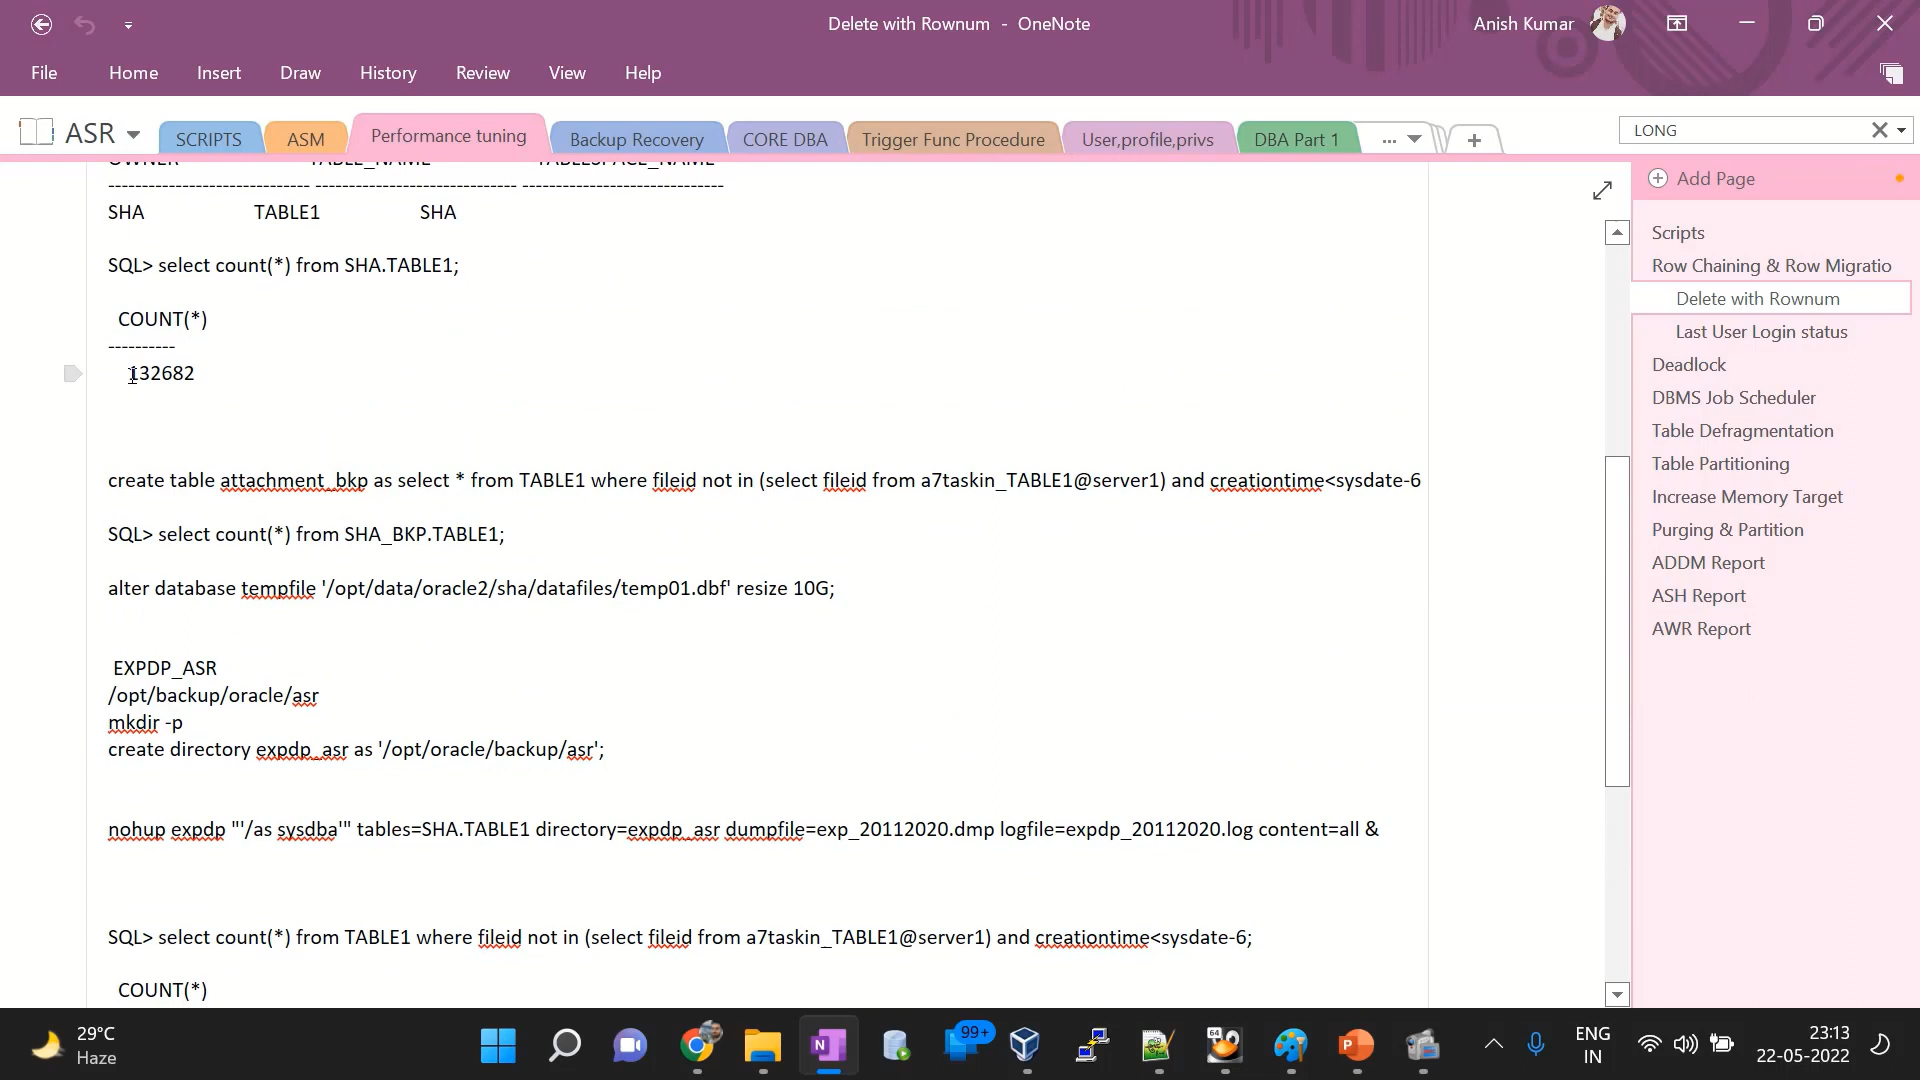 Delete with Rownum - OneNote
Anish Kumar
File Home Insert Draw History Review View Help
ASR SCRIPTS ASM Performance tuning Backup Recovery CORE DBA Trigger Func Procedure User,profile,privs DBA Part 1 ...
LONG
OWNER TABLE_NAME TABLESPACE_NAME
------------------------------ ------------------------------ ------------------------------
SHA TABLE1 SHA
SQL> select count(*) from SHA.TABLE1;
COUNT(*)
----------
132682
create table attachment_bkp as select * from TABLE1 where fileid not in (select fileid from a7taskin_TABLE1@server1) and creationtime<sysdate-6
SQL> select count(*) from SHA_BKP.TABLE1;
alter database tempfile '/opt/data/oracle2/sha/datafiles/temp01.dbf' resize 10G;
EXPDP_ASR
/opt/backup/oracle/asr
mkdir -p
create directory expdp_asr as '/opt/oracle/backup/asr';
nohup expdp "'/as sysdba'" tables=SHA.TABLE1 directory=expdp_asr dumpfile=exp_20112020.dmp logfile=expdp_20112020.log content=all &
SQL> select count(*) from TABLE1 where fileid not in (select fileid from a7taskin_TABLE1@server1) and creationtime<sysdate-6;
COUNT(*)
Add Page
Scripts
Row Chaining & Row Migratio
Delete with Rownum
Last User Login status
Deadlock
DBMS Job Scheduler
Table Defragmentation
Table Partitioning
Increase Memory Target
Purging & Partition
ADDM Report
ASH Report
AWR Report
29°C
Haze
99+
64
ENG
IN
23:13
22-05-2022